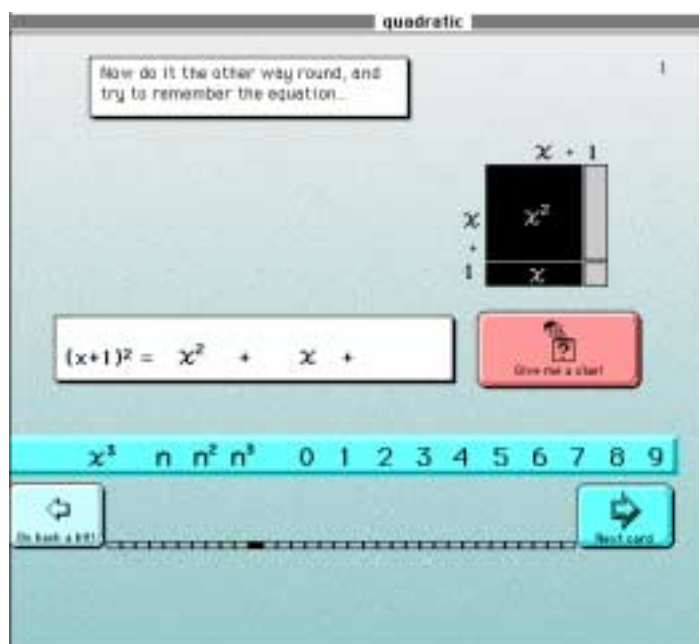 quadratic
Now do it the other way round, and
try to remember the equation...
1
x + 1
x²
x
+
1
x
(x+1)² = x² + x +
?
Give me a clue!
x³ n n² n³ 0 1 2 3 4 5 6 7 8 9
Go back a bit!
Next card